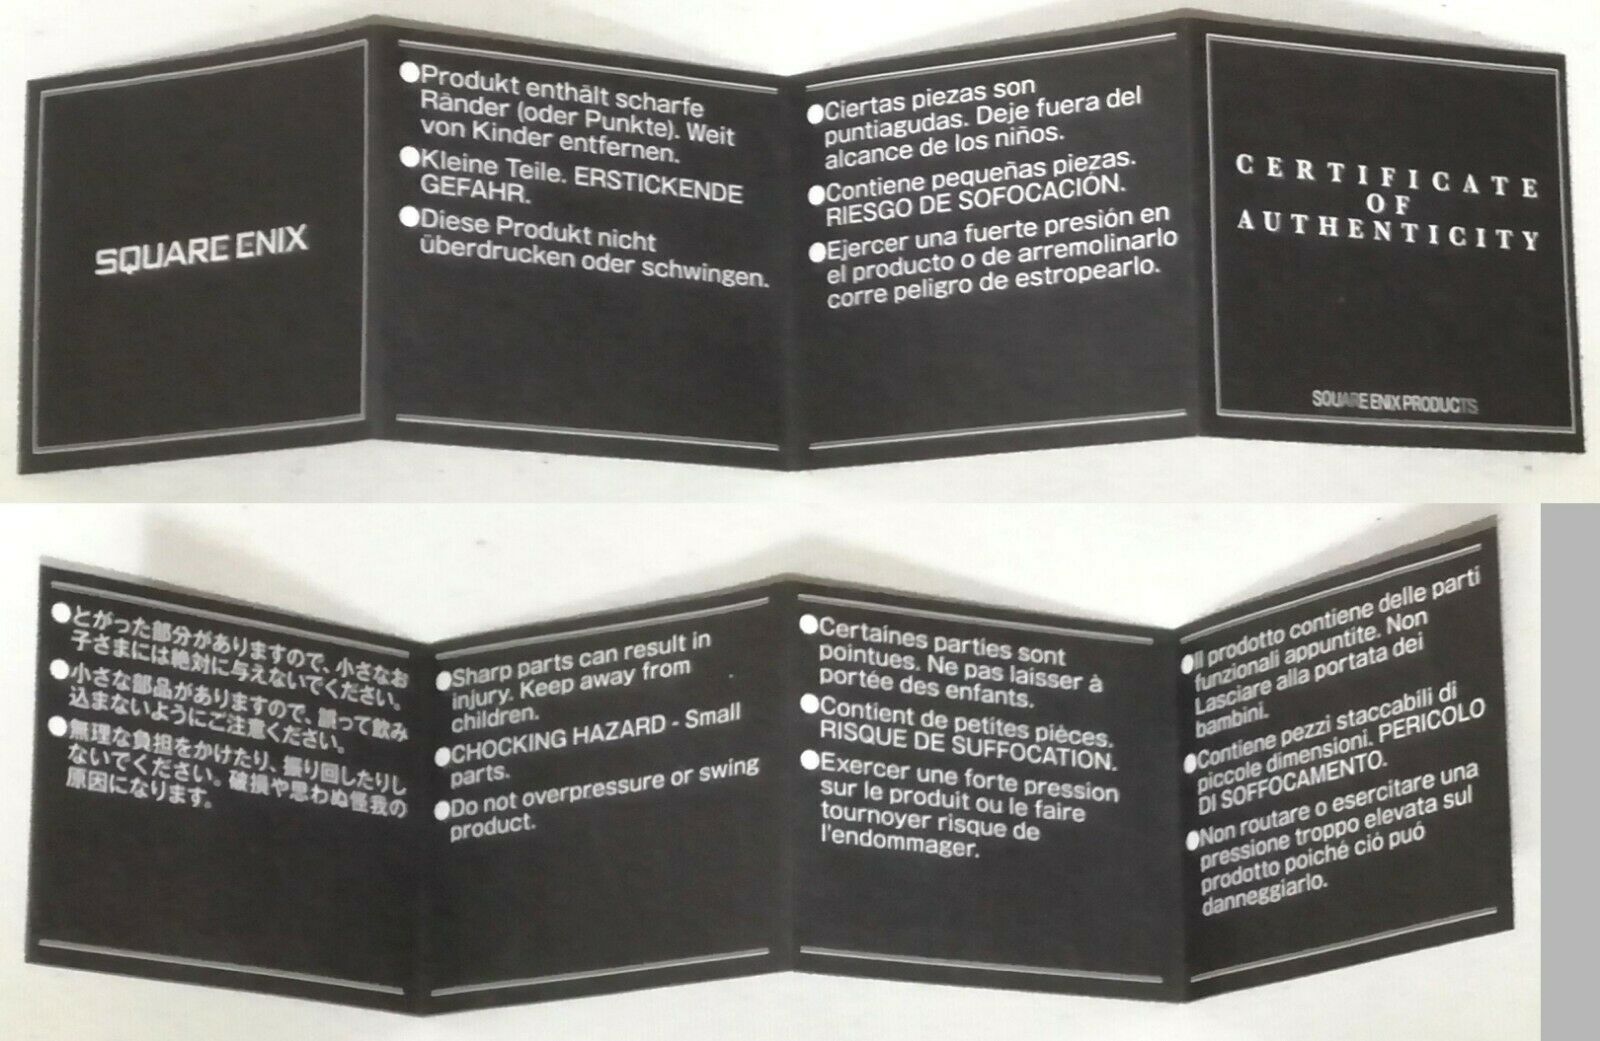 SQUARE ENIX
●Produkt enthält scharfe
Ränder (oder Punkte). Weit
von Kinder entfernen.
●Kleine Teile. ERSTICKENDE
GEFAHR.
●Diese Produkt nicht
überdrucken oder schwingen.
●Ciertas piezas son
puntiagudas. Deje fuera del
alcance de los niños.
●Contiene pequeñas piezas.
RIESGO DE SOFOCACIÓN.
●Ejercer una fuerte presión en
el producto o de arremolinarlo
corre peligro de estropearlo.
CERTIFICATE
OF
AUTHENTICITY
SQUARE ENIX PRODUCTS
●とがった部分がありますので、小さなお
子さまには絶対に与えないでください。
●小さな部品がありますので、誤って飲み
込まないようにご注意ください。
●無理な負担をかけたり、振り回したりし
ないでください。破損や思わぬ怪我の
原因になります。
●Sharp parts can result in
injury. Keep away from
children.
●CHOCKING HAZARD - Small
parts.
●Do not overpressure or swing
product.
●Certaines parties sont
pointues. Ne pas laisser à
portée des enfants.
●Contient de petites pièces.
RISQUE DE SUFFOCATION.
●Exercer une forte pression
sur le produit ou le faire
tournoyer risque de
l'endommager.
●Il prodotto contiene delle parti
funzionali appuntite. Non
Lasciare alla portata dei
bambini.
●Contiene pezzi staccabili di
piccole dimensioni. PERICOLO
DI SOFFOCAMENTO.
●Non routare o esercitare una
pressione troppo elevata sul
prodotto poiché ció puó
danneggiarlo.